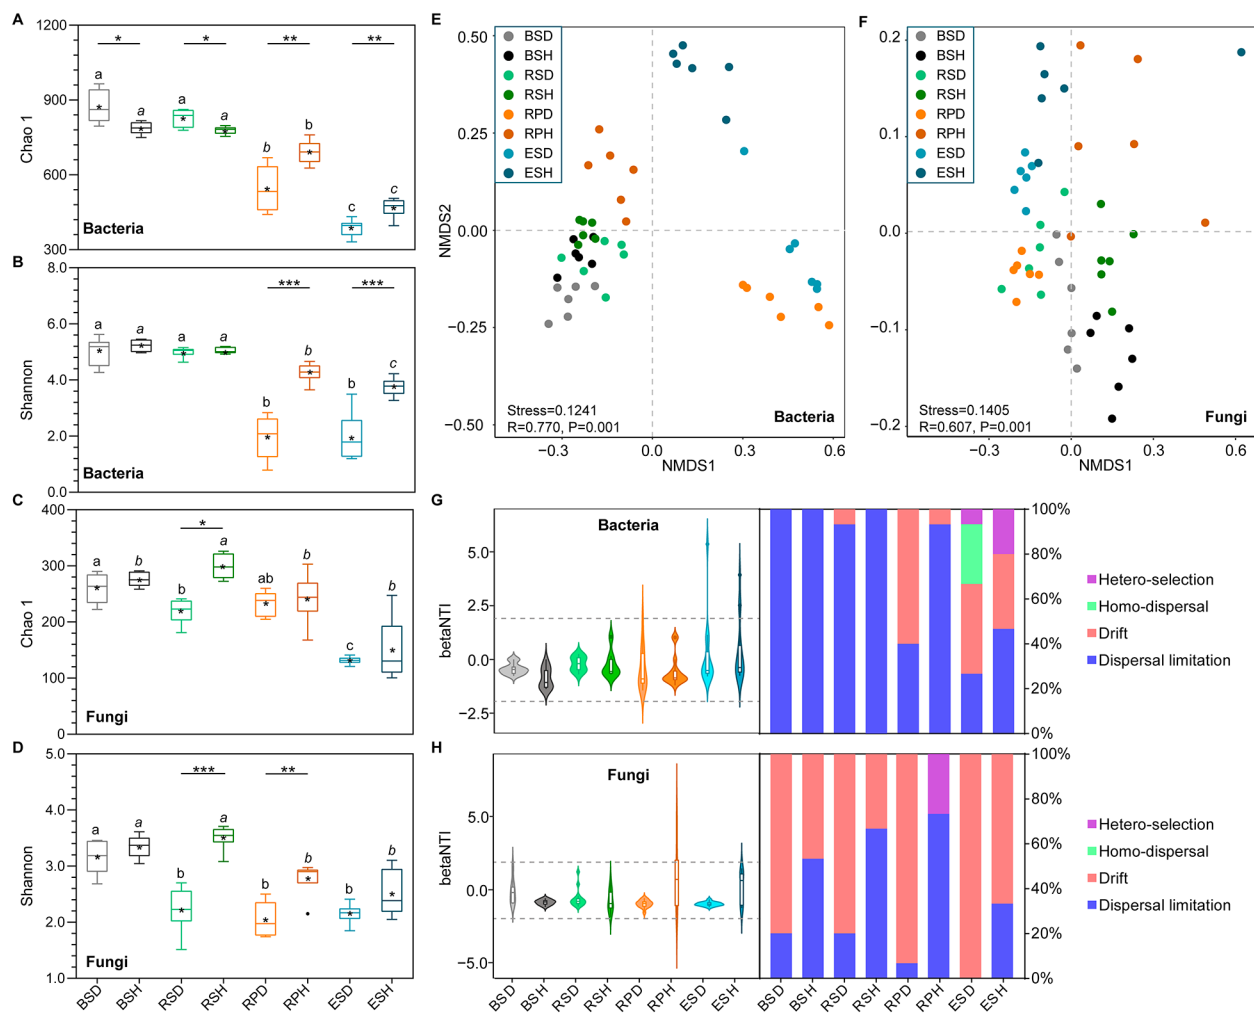 A
1200
900
600
300
Chao 1
*
*
**
**
a
a
a
a
b
b
c
c
Bacteria
B
8.0
6.0
4.0
2.0
0.0
Shannon
***
***
a
a
a
a
b
b
b
c
Bacteria
C
400
300
200
100
0
Chao 1
*
a
b
b
a
ab
b
c
b
Fungi
D
5.0
4.0
3.0
2.0
1.0
Shannon
***
**
a
a
b
a
b
b
b
b
Fungi
BSD
BSH
RSD
RSH
RPD
RPH
ESD
ESH
E
BSD
BSH
RSD
RSH
RPD
RPH
ESD
ESH
0.50
0.25
0.00
−0.25
−0.50
NMDS2
Stress=0.1241
R=0.770, P=0.001
Bacteria
−0.3
0.0
0.3
0.6
NMDS1
F
BSD
BSH
RSD
RSH
RPD
RPH
ESD
ESH
0.2
0.1
0.0
−0.1
−0.2
Stress=0.1405
R=0.607, P=0.001
Fungi
−0.3
0.0
0.3
0.6
NMDS1
G
Bacteria
5.0
2.5
0.0
−2.5
betaNTI
100%
80%
60%
40%
20%
0%
Hetero-selection
Homo-dispersal
Drift
Dispersal limitation
H
Fungi
5.0
0.0
−5.0
betaNTI
100%
80%
60%
40%
20%
0%
Hetero-selection
Homo-dispersal
Drift
Dispersal limitation
BSD
BSH
RSD
RSH
RPD
RPH
ESD
ESH
BSD
BSH
RSD
RSH
RPD
RPH
ESD
ESH